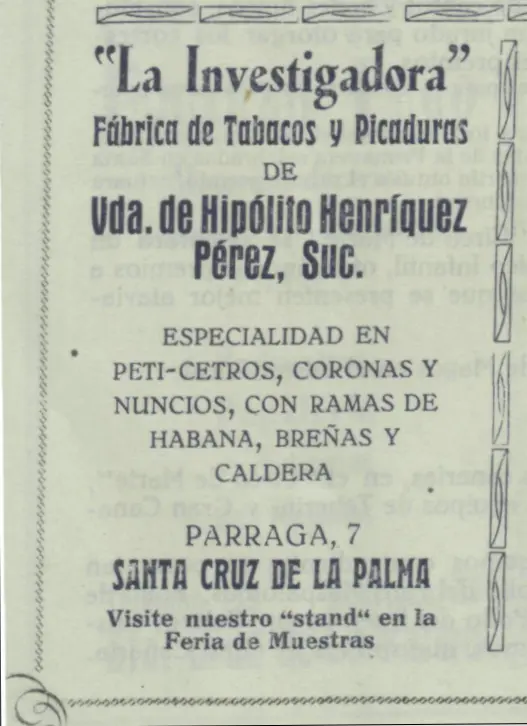 "La Investigadora"
Fábrica de Tabacos y Picaduras
DE
Vda. de Hipólito Henríquez
Pérez, Suc.
ESPECIALIDAD EN
PETI-CETROS, CORONAS Y
NUNCIOS, CON RAMAS DE
HABANA, BREÑAS Y
CALDERA
PARRAGA, 7
SANTA CRUZ DE LA PALMA
Visite nuestro "stand" en la
Feria de Muestras